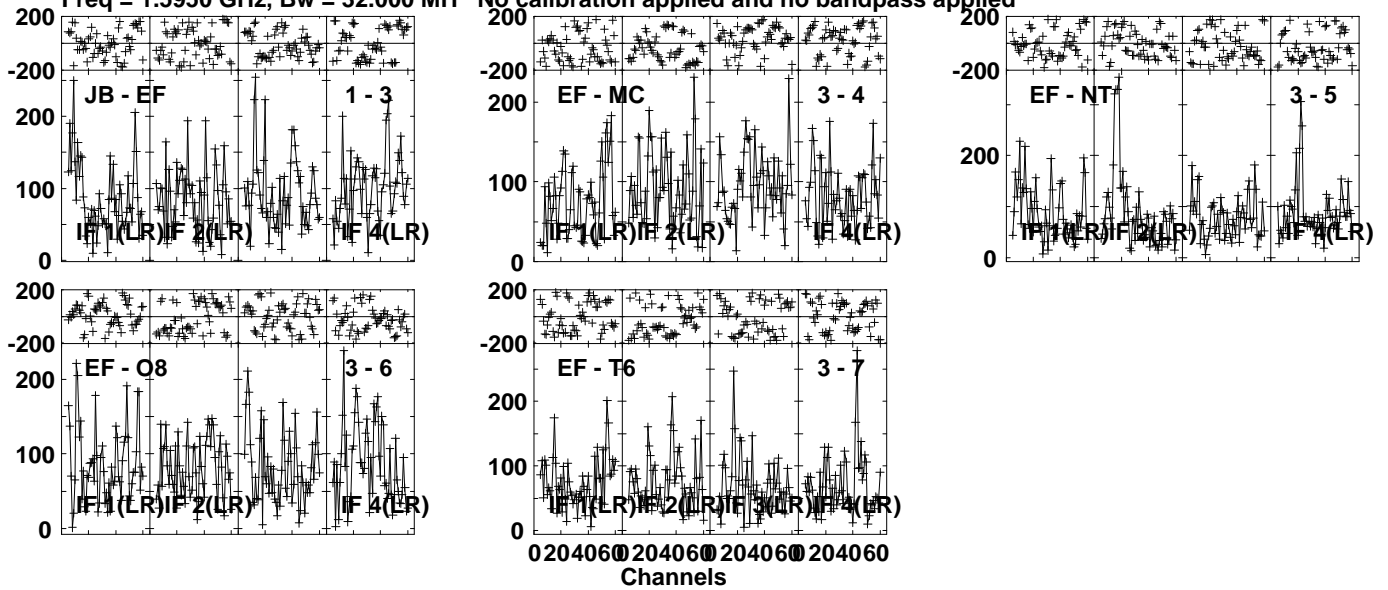 Freq = 1.5950 GHz, Bw = 32.000 MH No calibration applied and no bandpass applied
200
-200
JB - EF 1 - 3
200
100
0
IF 1(LR) IF 2(LR) IF 4(LR)
200
-200
EF - MC 3 - 4
200
100
0
IF 1(LR) IF 2(LR) IF 4(LR)
200
-200
EF - NT 3 - 5
200
0
IF 1(LR) IF 2(LR) IF 4(LR)
200
-200
EF - O8 3 - 6
200
100
0
IF 1(LR) IF 2(LR) IF 4(LR)
200
-200
EF - T6 3 - 7
200
100
0
IF 1(LR) IF 2(LR) IF 3(LR) IF 4(LR)
0 20 40 60 0 20 40 60 0 20 40 60 0 20 40 60
Channels